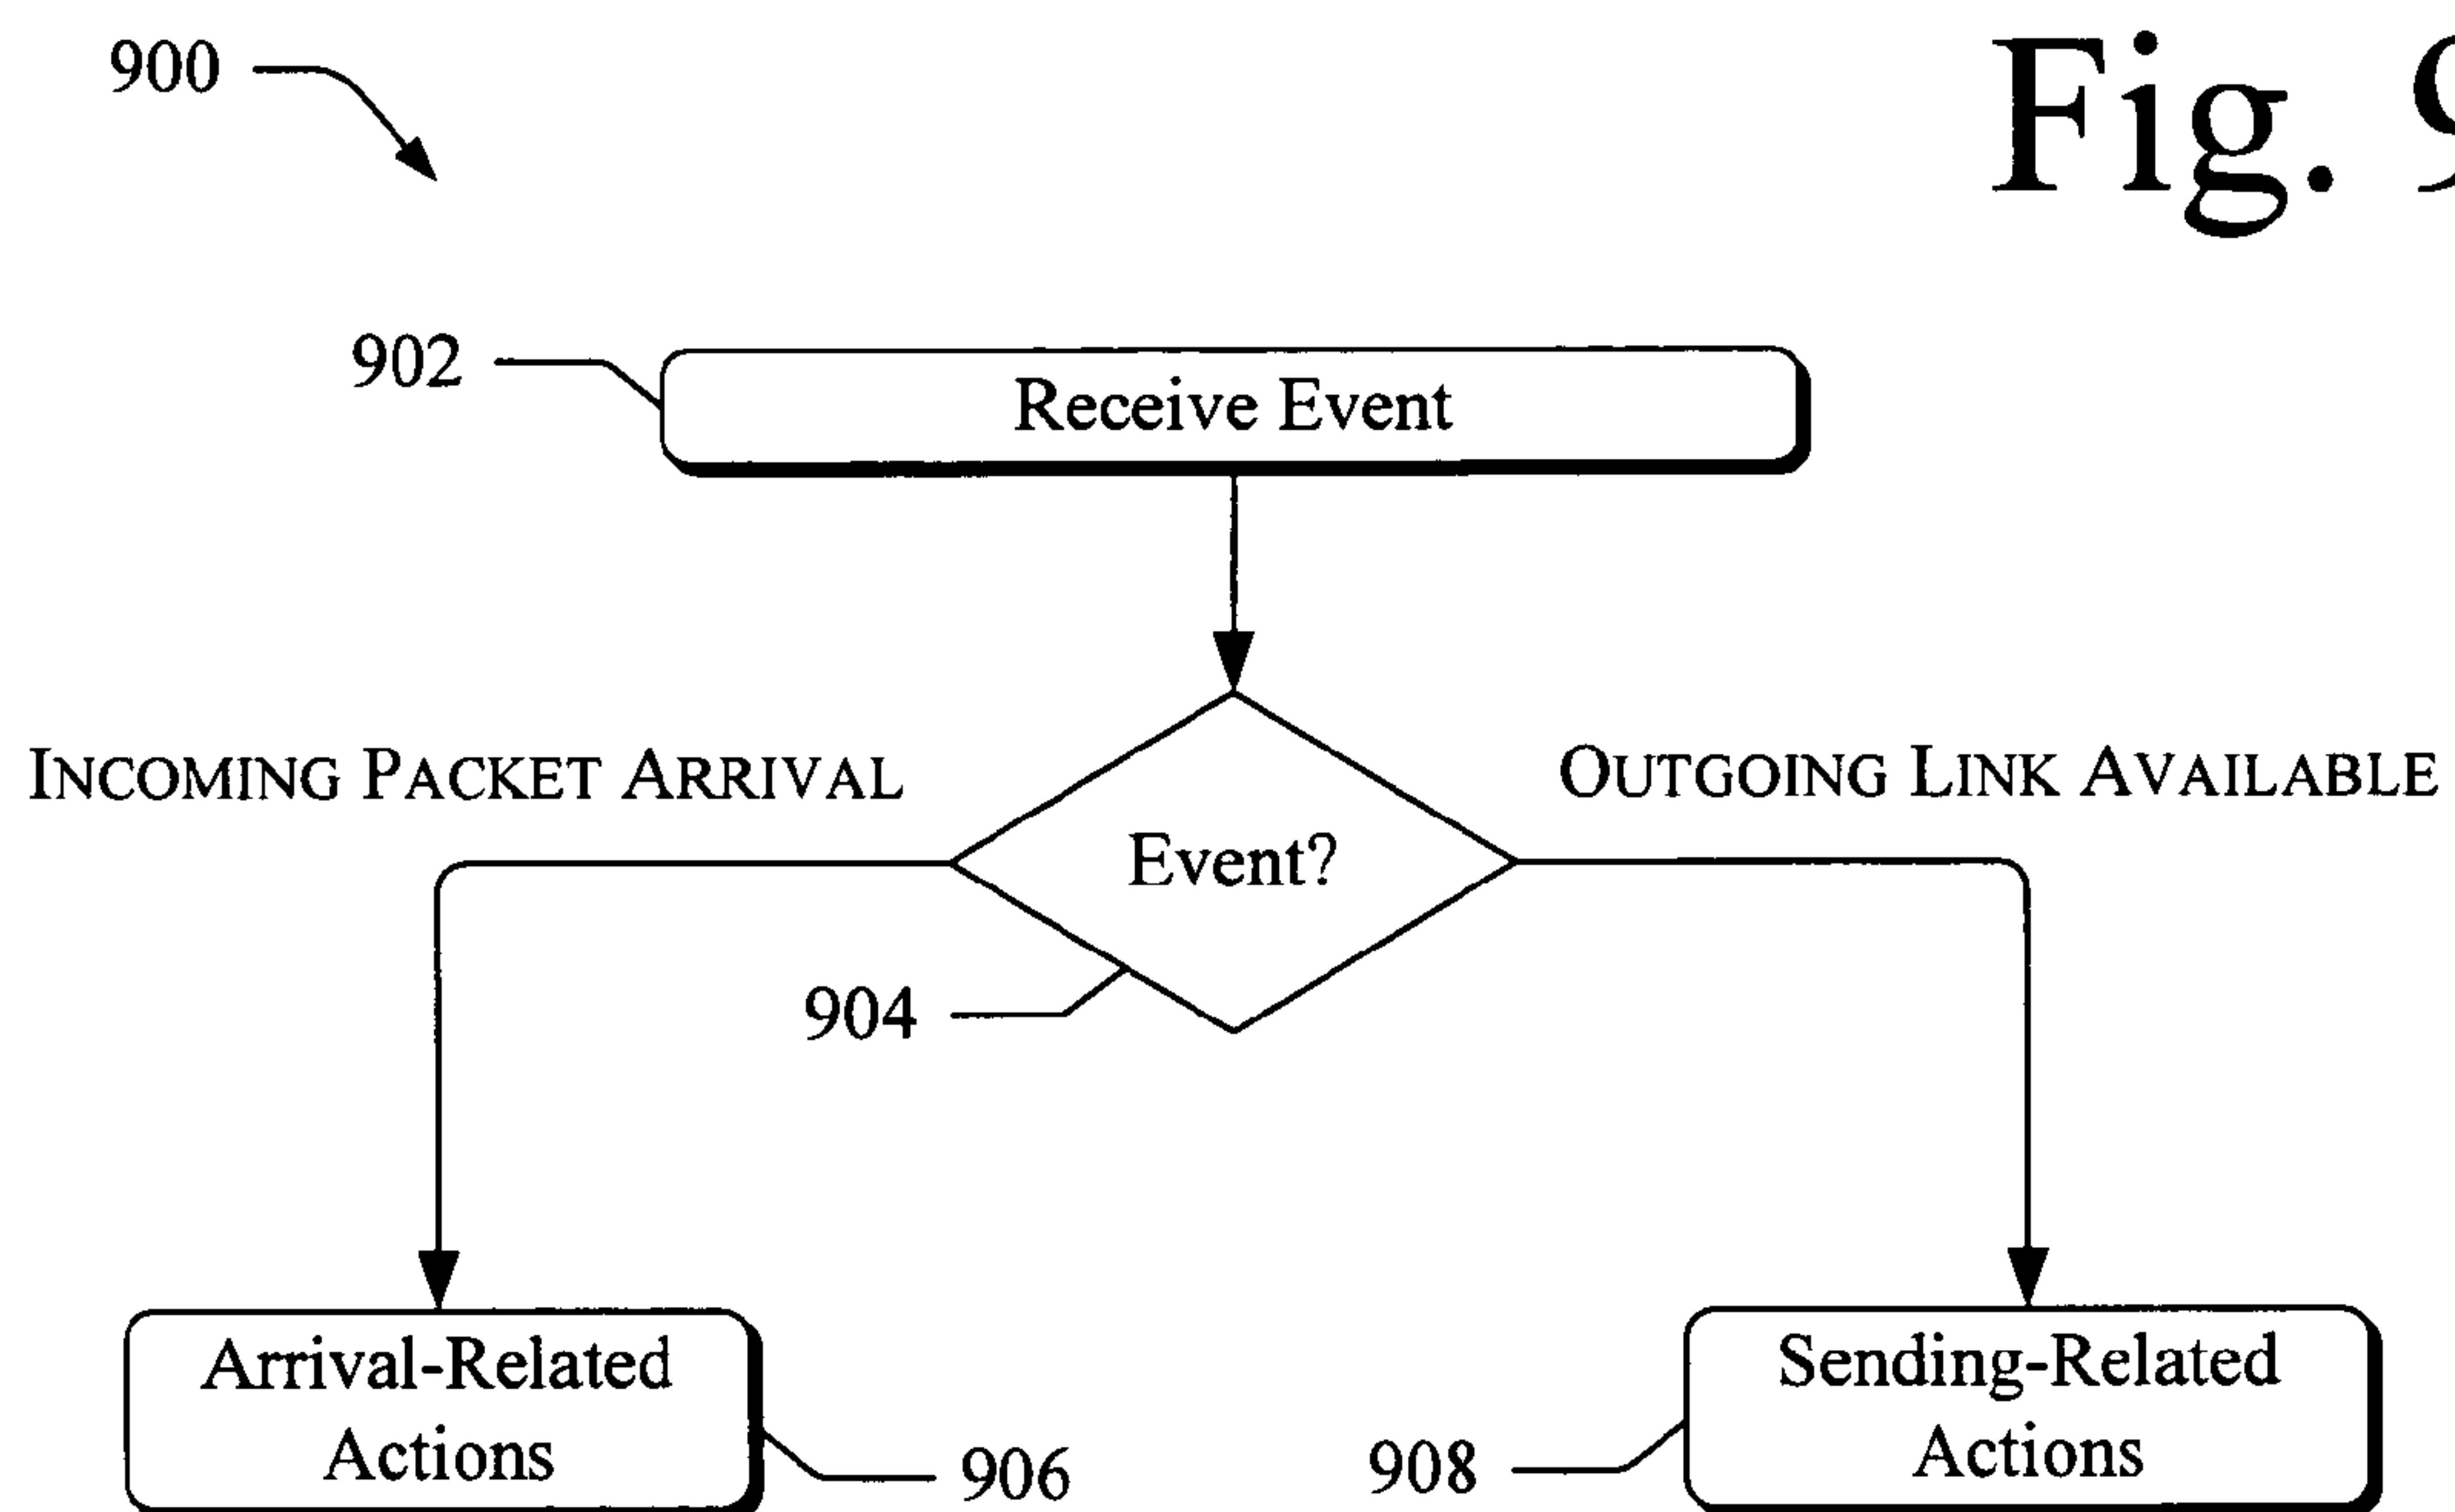 900
Fig. 9
902
Receive Event
INCOMING PACKET ARRIVAL
OUTGOING LINK AVAILABLE
Event?
904
Arrival-Related
Actions
906
908
Sending-Related
Actions